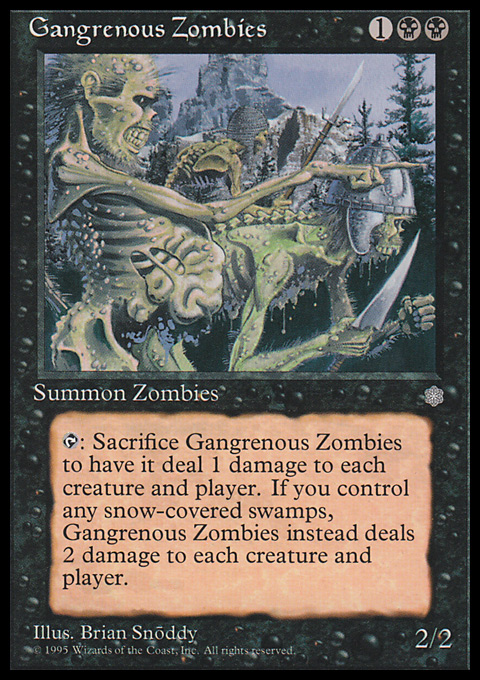 Gangrenous Zombies 1
Summon Zombies
: Sacrifice Gangrenous Zombies
to have it deal 1 damage to each
creature and player. If you control
any snow-covered swamps,
Gangrenous Zombies instead deals
2 damage to each creature and
player.
Illus. Brian Snōddy
© 1995 Wizards of the Coast, Inc. All rights reserved.
2/2